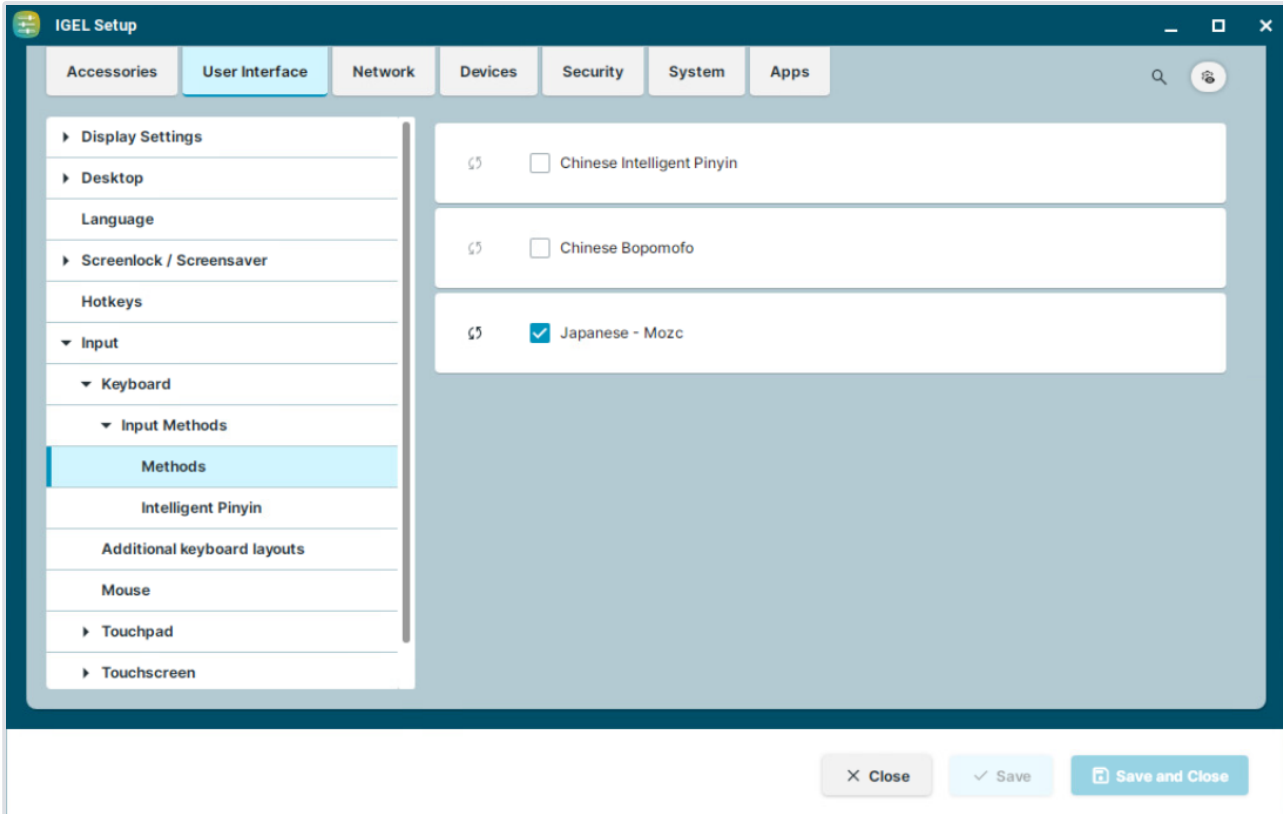 IGEL Setup
Accessories
User Interface
Network
Devices
Security
System
Apps
Display Settings
Desktop
Language
Screenlock / Screensaver
Hotkeys
Input
Keyboard
Input Methods
Methods
Intelligent Pinyin
Additional keyboard layouts
Mouse
Touchpad
Touchscreen
Chinese Intelligent Pinyin
Chinese Bopomofo
Japanese - Mozc
Close
Save
Save and Close